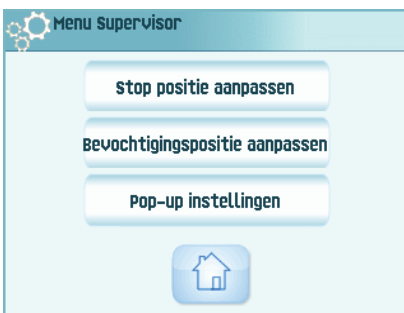 Menu Supervisor
Stop positie aanpassen
Bevochtigingspositie aanpassen
Pop-up instellingen